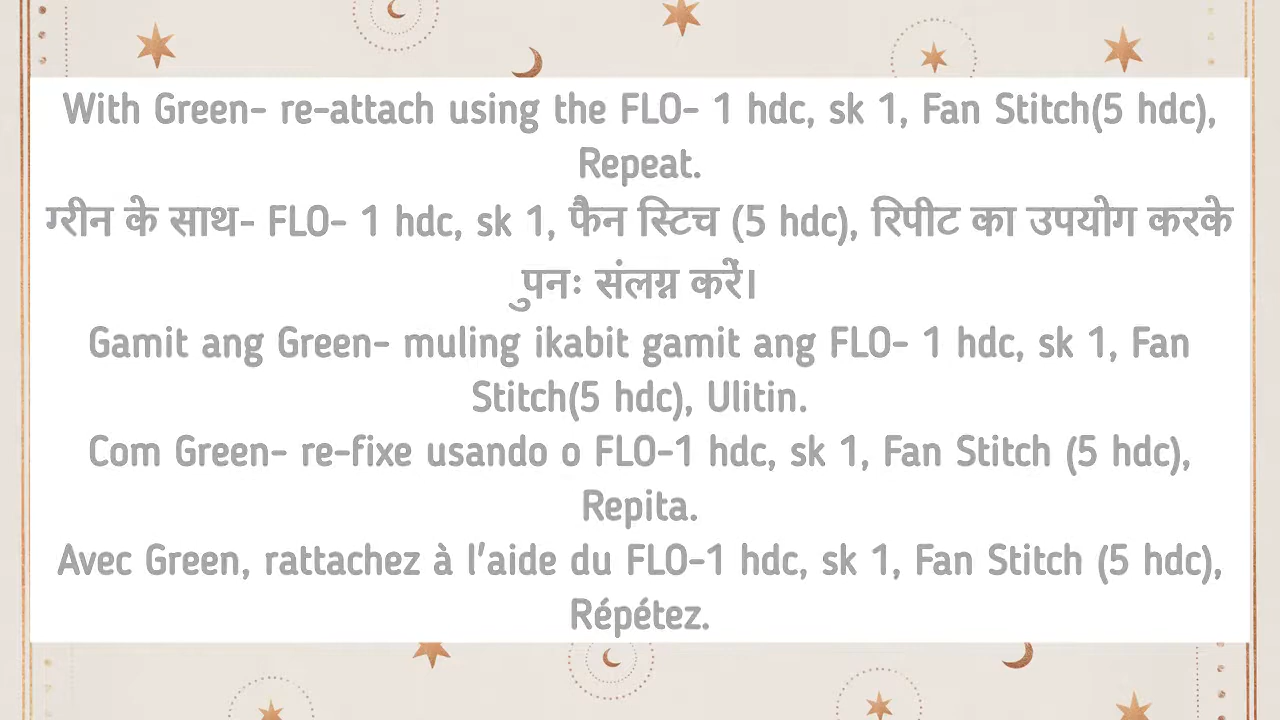 With Green- re-attach using the FLO- 1 hdc, sk 1, Fan Stitch(5 hdc),
Repeat.
ग्रीन के साथ- FLO- 1 hdc, sk 1, फैन स्टिच (5 hdc), रिपीट का उपयोग करके
पुनः संलग्न करें।
Gamit ang Green- muling ikabit gamit ang FLO- 1 hdc, sk 1, Fan
Stitch(5 hdc), Ulitin.
Com Green- re-fixe usando o FLO-1 hdc, sk 1, Fan Stitch (5 hdc),
Repita.
Avec Green, rattachez à l'aide du FLO-1 hdc, sk 1, Fan Stitch (5 hdc),
Répétez.